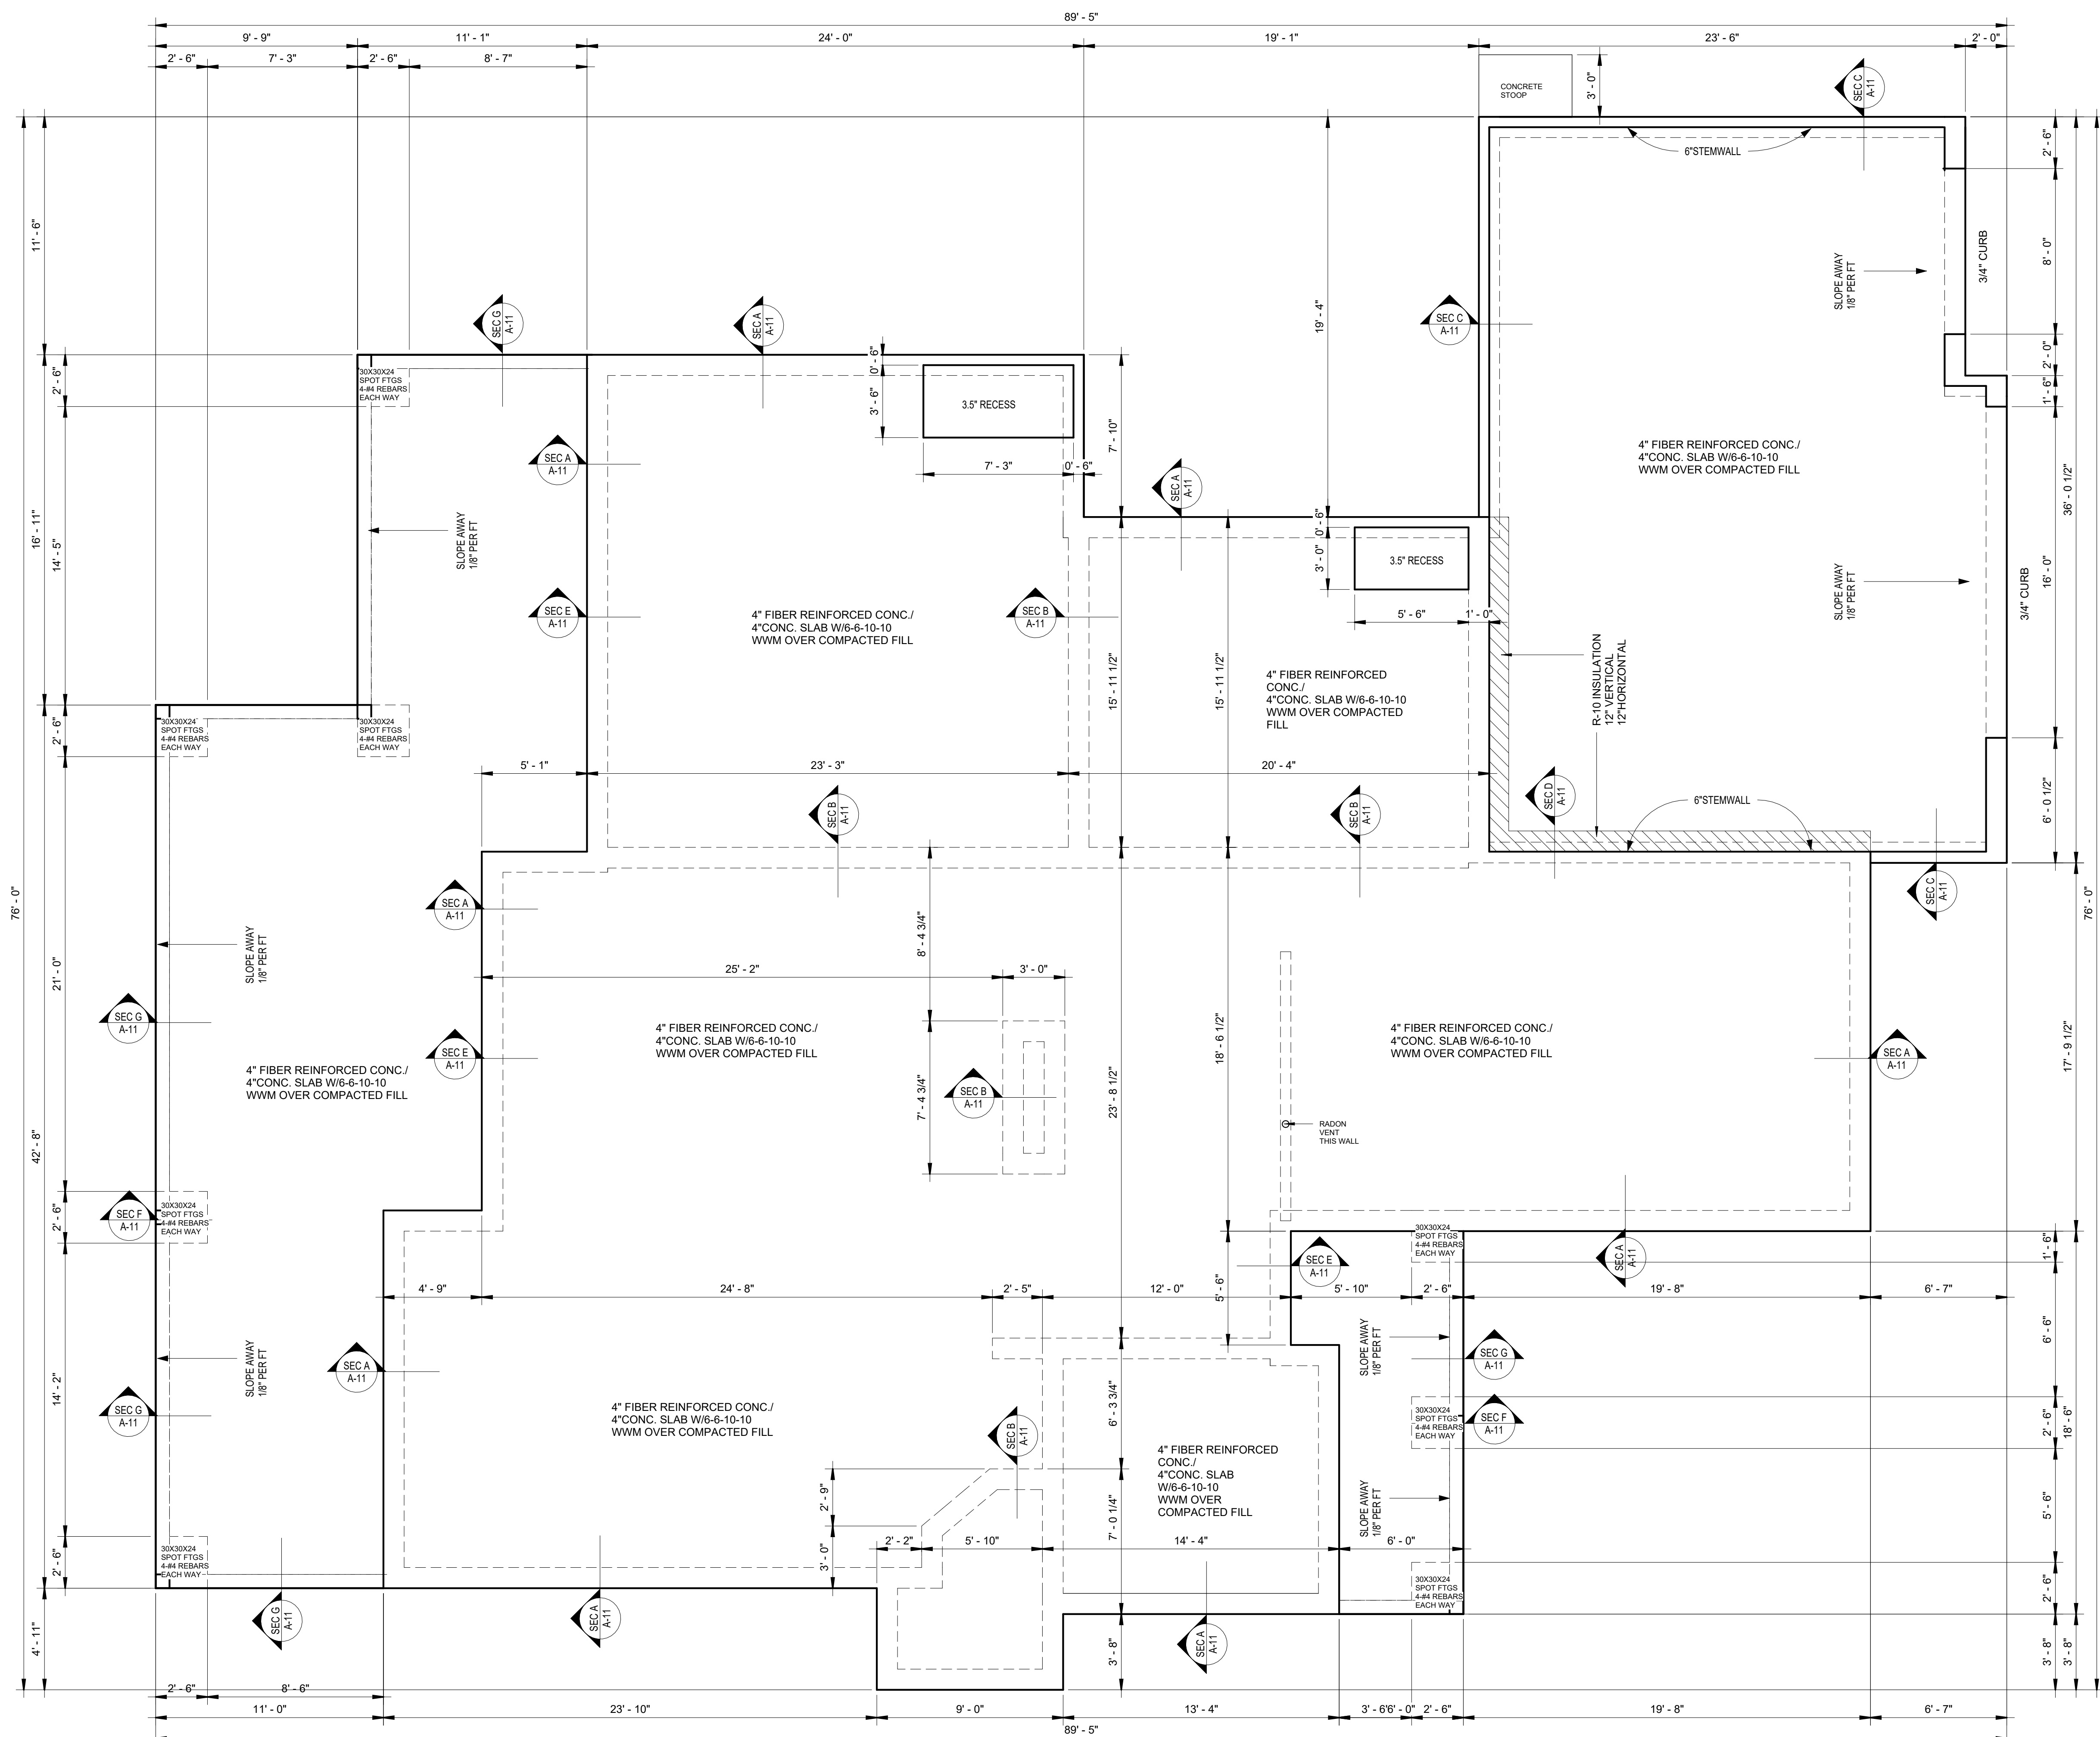 89' - 5"
9' - 9"
11' - 1"
24' - 0"
19' - 1"
23' - 6"
2' - 0"
2' - 6"
7' - 3"
2' - 6"
8' - 7"
CONCRETE
STOOP
3' - 0"
SEC C
A-11
6"STEMWALL
2' - 6"
11' - 6"
8' - 0"
3/4" CURB
SLOPE AWAY
1/8" PER FT
19' - 4"
SEC G
A-11
SEC A
A-11
SEC C
A-11
2' - 0"
1' - 6"
0' - 6"
3' - 6"
3.5" RECESS
30X30X24
SPOT FTGS
4-#4 REBARS
EACH WAY
2' - 6"
7' - 10"
7' - 3"
0' - 6"
SEC A
A-11
SEC A
A-11
4" FIBER REINFORCED CONC./
4"CONC. SLAB W/6-6-10-10
WWM OVER COMPACTED FILL
36' - 0 1/2"
16' - 11"
14' - 5"
SLOPE AWAY
1/8" PER FT
0' - 6"
3' - 0"
3.5" RECESS
5' - 6"
1' - 0"
SLOPE AWAY
1/8" PER FT
16' - 0"
3/4" CURB
SEC E
A-11
4" FIBER REINFORCED CONC./
4"CONC. SLAB W/6-6-10-10
WWM OVER COMPACTED FILL
SEC B
A-11
15' - 11 1/2"
15' - 11 1/2"
4" FIBER REINFORCED
CONC./
4"CONC. SLAB W/6-6-10-10
WWM OVER COMPACTED
FILL
R-10 INSULATION
12" VERTICAL
12"HORIZONTAL
2' - 6"
30X30X24
SPOT FTGS
4-#4 REBARS
EACH WAY
30X30X24
SPOT FTGS
4-#4 REBARS
EACH WAY
5' - 1"
23' - 3"
20' - 4"
SEC B
A-11
SEC B
A-11
SEC D
A-11
6"STEMWALL
6' - 0 1/2"
76' - 0"
76' - 0"
SEC A
A-11
SEC C
A-11
8' - 4 3/4"
SLOPE AWAY
1/8" PER FT
21' - 0"
25' - 2"
3' - 0"
SEC G
A-11
4" FIBER REINFORCED CONC./
4"CONC. SLAB W/6-6-10-10
WWM OVER COMPACTED FILL
4" FIBER REINFORCED CONC./
4"CONC. SLAB W/6-6-10-10
WWM OVER COMPACTED FILL
18' - 6 1/2"
17' - 9 1/2"
SEC E
A-11
SEC A
A-11
4" FIBER REINFORCED CONC./
4"CONC. SLAB W/6-6-10-10
WWM OVER COMPACTED FILL
7' - 4 3/4"
SEC B
A-11
23' - 8 1/2"
RADON
VENT
THIS WALL
42' - 8"
2' - 6"
SEC F
A-11
30X30X24
SPOT FTGS
4-#4 REBARS
EACH WAY
30X30X24
SPOT FTGS
4-#4 REBARS
EACH WAY
SEC E
A-11
SEC A
A-11
1' - 6"
4' - 9"
24' - 8"
2' - 5"
12' - 0"
5' - 6"
5' - 10"
2' - 6"
19' - 8"
6' - 7"
SLOPE AWAY
1/8" PER FT
SEC A
A-11
SLOPE AWAY
1/8" PER FT
SEC G
A-11
6' - 6"
14' - 2"
SEC G
A-11
4" FIBER REINFORCED CONC./
4"CONC. SLAB W/6-6-10-10
WWM OVER COMPACTED FILL
6' - 3 3/4"
SEC B
A-11
30X30X24
SPOT FTGS
4-#4 REBARS
EACH WAY
SEC F
A-11
2' - 6"
18' - 6"
4" FIBER REINFORCED
CONC./
4"CONC. SLAB
W/6-6-10-10
WWM OVER
COMPACTED FILL
2' - 9"
7' - 0 1/4"
SLOPE AWAY
1/8" PER FT
5' - 6"
2' - 6"
30X30X24
SPOT FTGS
4-#4 REBARS
EACH WAY
3' - 0"
2' - 2"
5' - 10"
14' - 4"
6' - 0"
30X30X24
SPOT FTGS
4-#4 REBARS
EACH WAY
2' - 6"
4' - 11"
SEC G
A-11
SEC A
A-11
SEC A
A-11
3' - 8"
3' - 8"
3' - 8"
2' - 6"
8' - 6"
11' - 0"
23' - 10"
9' - 0"
13' - 4"
3' - 6"
6' - 0"
2' - 6"
19' - 8"
6' - 7"
89' - 5"